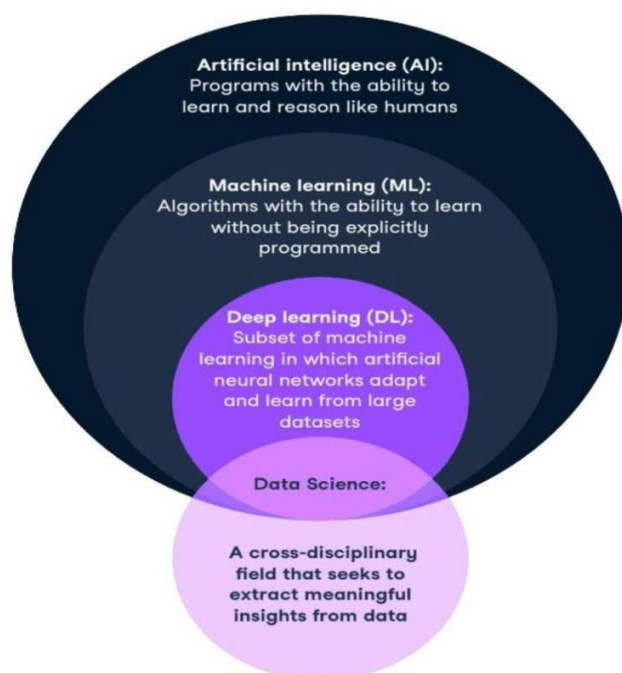 Artificial intelligence (AI):
Programs with the ability to
learn and reason like humans
Machine learning (ML):
Algorithms with the ability to learn
without being explicitly
programmed
Deep learning (DL):
Subset of machine
learning in which artificial
neural networks adapt
and learn from large
datasets
Data Science:
A cross-disciplinary
field that seeks to
extract meaningful
insights from data